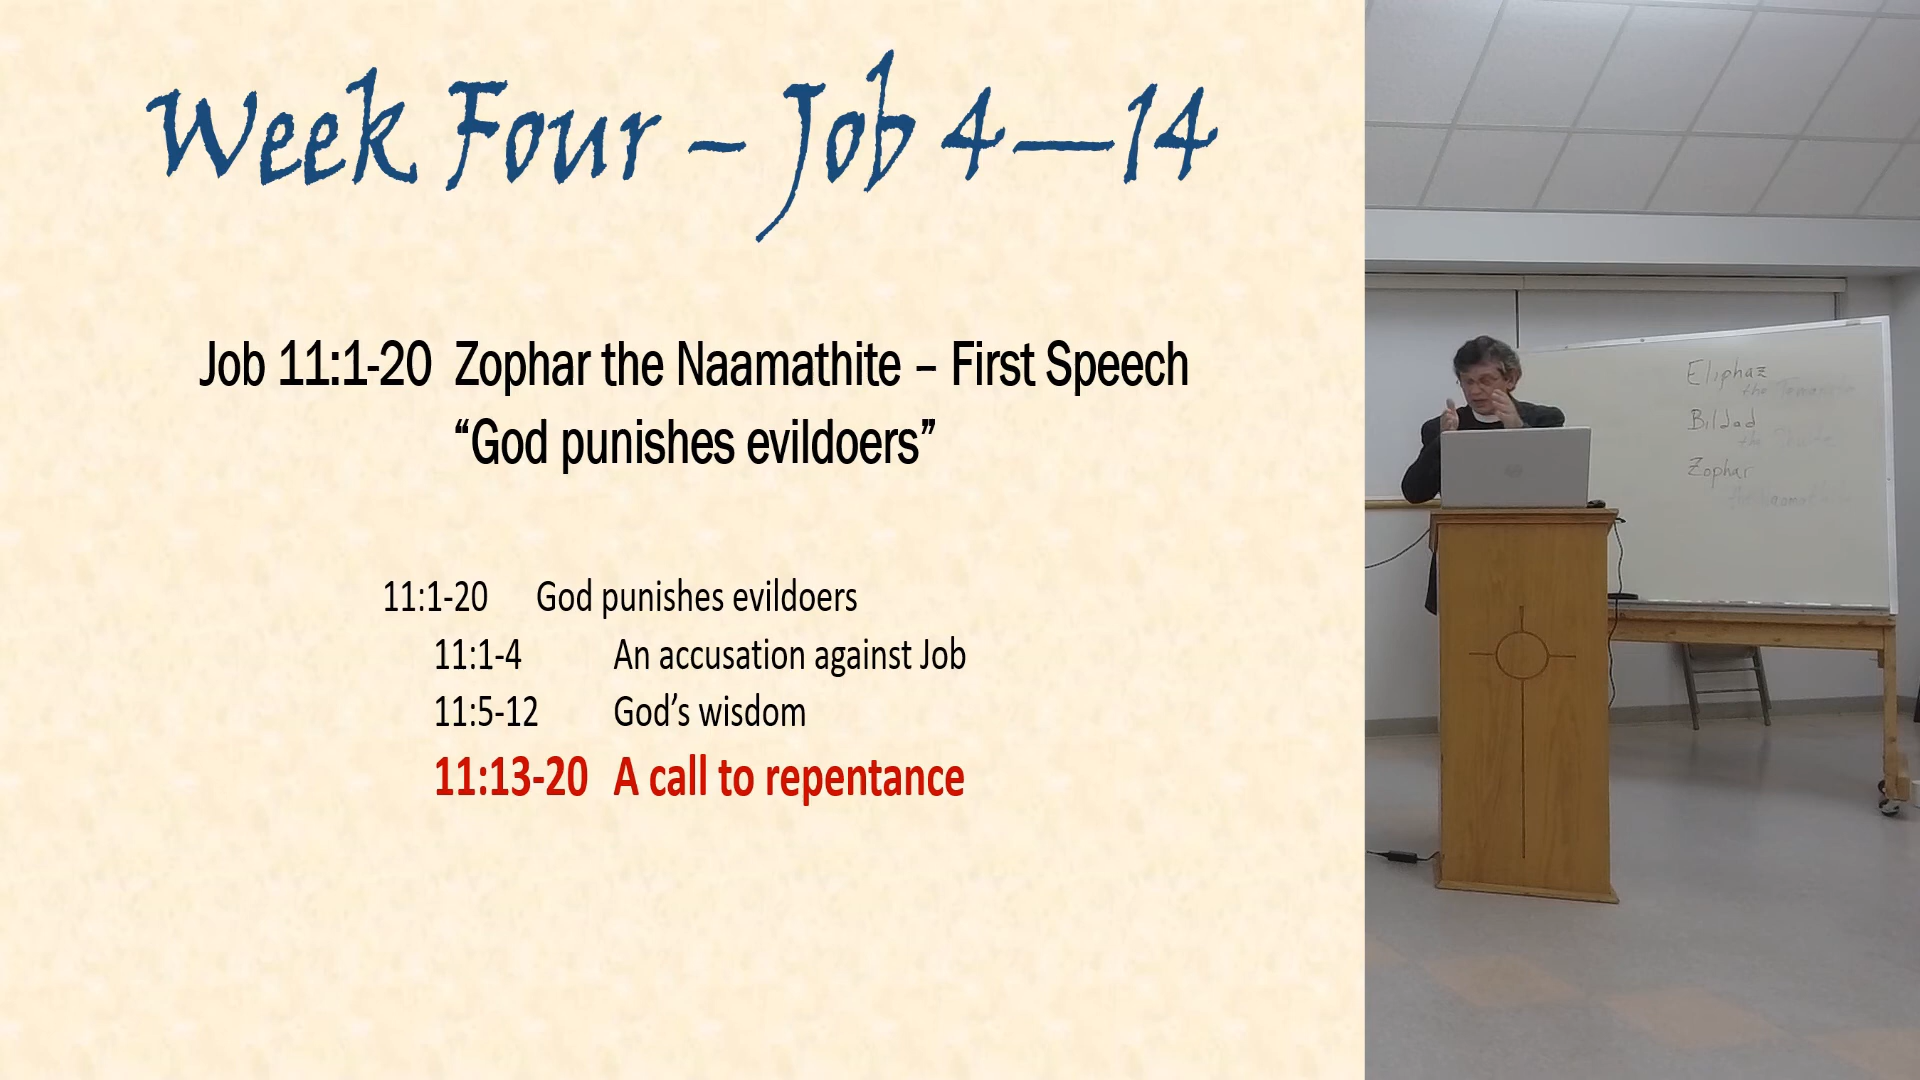 Week Four – Job 4—14
Job 11:1-20 Zophar the Naamathite – First Speech
“God punishes evildoers”
11:1-20 God punishes evildoers
11:1-4 An accusation against Job
11:5-12 God’s wisdom
11:13-20 A call to repentance
Eliphaz
the
Bildad
the
Zophar